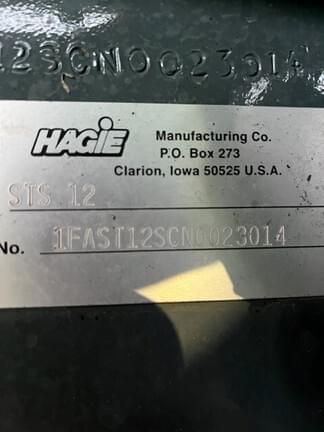 12SCN0023014
HAGIE
Manufacturing Co.
P.O. Box 273
Clarion, Iowa 50525 U.S.A.
STS 12
No. 1FAST12SCN0023014